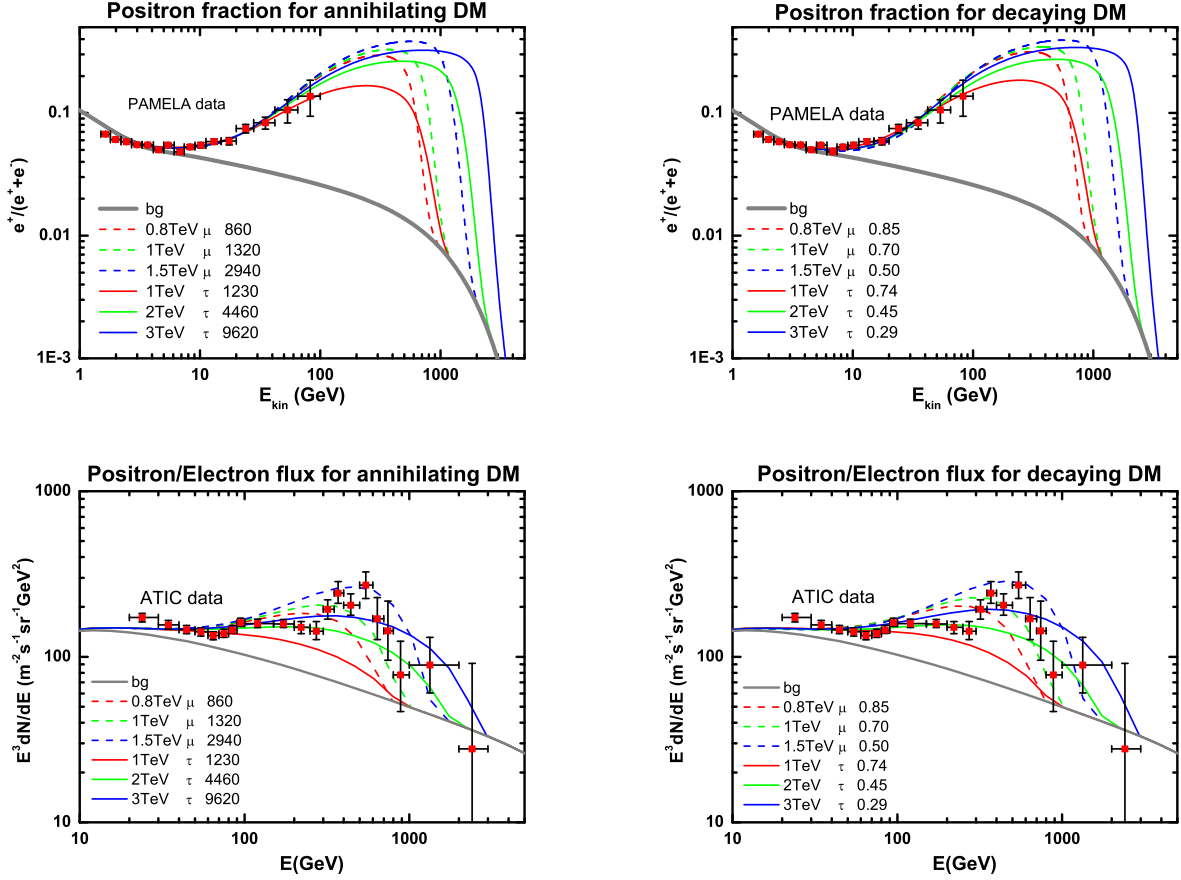 Positron fraction for annihilating DM
0.1
0.01
1E-3
e⁺/(e⁺+e⁻)
PAMELA data
bg
0.8TeV μ 860
1TeV μ 1320
1.5TeV μ 2940
1TeV τ 1230
2TeV τ 4460
3TeV τ 9620
1 10 100 1000
E_kin (GeV)
Positron fraction for decaying DM
0.1
0.01
1E-3
e⁺/(e⁺+e⁻)
PAMELA data
bg
0.8TeV μ 0.85
1TeV μ 0.70
1.5TeV μ 0.50
1TeV τ 0.74
2TeV τ 0.45
3TeV τ 0.29
1 10 100 1000
E_kin (GeV)
Positron/Electron flux for annihilating DM
1000
100
10
E³dN/dE (m⁻²s⁻¹sr⁻¹GeV²)
ATIC data
bg
0.8TeV μ 860
1TeV μ 1320
1.5TeV μ 2940
1TeV τ 1230
2TeV τ 4460
3TeV τ 9620
10 100 1000
E(GeV)
Positron/Electron flux for decaying DM
1000
100
10
E³dN/dE (m⁻²s⁻¹sr⁻¹GeV²)
ATIC data
bg
0.8TeV μ 0.85
1TeV μ 0.70
1.5TeV μ 0.50
1TeV τ 0.74
2TeV τ 0.45
3TeV τ 0.29
10 100 1000
E(GeV)